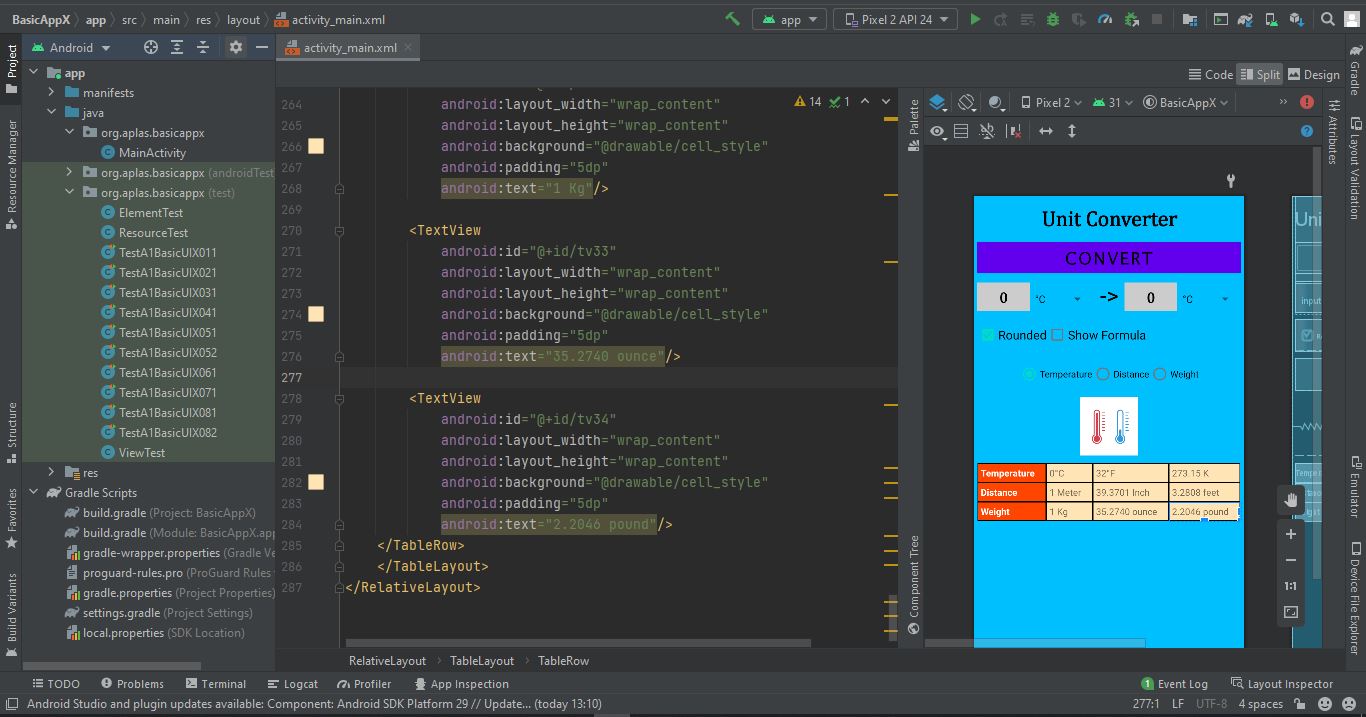 BasicAppX app src main res layout activity_main.xml app Pixel 2 API 24
Project Android activity_main.xml Gradle
Code Split Design
app
manifests
java
org.aplas.basicappx
MainActivity
org.aplas.basicappx (androidTest
org.aplas.basicappx (test)
ElementTest
ResourceTest
TestA1BasicUIX011
TestA1BasicUIX021
TestA1BasicUIX031
TestA1BasicUIX041
TestA1BasicUIX051
TestA1BasicUIX052
TestA1BasicUIX061
TestA1BasicUIX071
TestA1BasicUIX081
TestA1BasicUIX082
ViewTest
res
Gradle Scripts
build.gradle (Project: BasicAppX)
build.gradle (Module: BasicAppX.app
gradle-wrapper.properties (Gradle Ve
proguard-rules.pro (ProGuard Rules
gradle.properties (Project Properties)
settings.gradle (Project Settings)
local.properties (SDK Location)
Resource Manager
Structure
Favorites
Build Variants
14 1
264 android:layout_width="wrap_content"
265 android:layout_height="wrap_content"
266 android:background="@drawable/cell_style"
267 android:padding="5dp"
268 android:text="1 Kg"/>
269
270 <TextView
271 android:id="@+id/tv33"
272 android:layout_width="wrap_content"
273 android:layout_height="wrap_content"
274 android:background="@drawable/cell_style"
275 android:padding="5dp"
276 android:text="35.2740 ounce"/>
277
278 <TextView
279 android:id="@+id/tv34"
280 android:layout_width="wrap_content"
281 android:layout_height="wrap_content"
282 android:background="@drawable/cell_style"
283 android:padding="5dp"
284 android:text="2.2046 pound"/>
285 </TableRow>
286 </TableLayout>
287 </RelativeLayout>
RelativeLayout TableLayout TableRow
Palette
Component Tree
Pixel 2 31 BasicAppX
Unit Converter
CONVERT
0 °C -> 0 °C
Rounded Show Formula
Temperature Distance Weight
Temperature 0°C 32°F 273.15 K
Distance 1 Meter 39.3701 Inch 3.2808 feet
Weight 1 Kg 35.2740 ounce 2.2046 pound
Uni
input
1:1
Attributes
Layout Validation
Emulator
Device File Explorer
TODO Problems Terminal Logcat Profiler App Inspection 1 Event Log Layout Inspector
Android Studio and plugin updates available: Component: Android SDK Platform 29 // Update... (today 13:10) 277:1 LF UTF-8 4 spaces